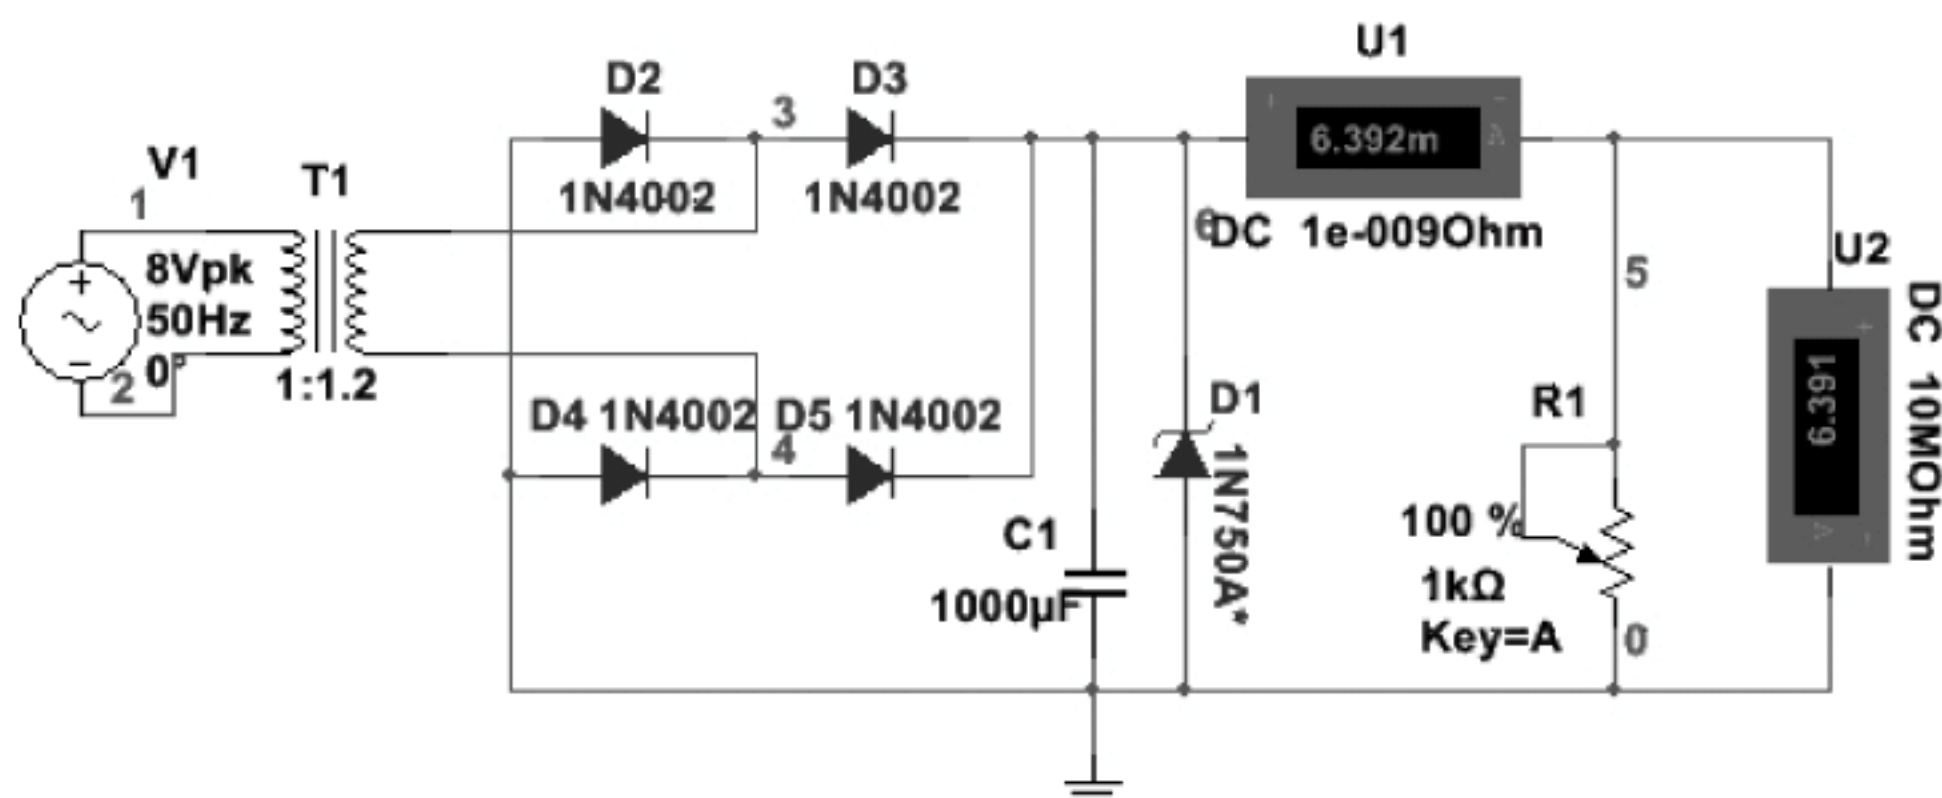 U1
D2
D3
3
6.392m
A
V1
T1
1
1N4002
1N4002
6
DC 1e-009Ohm
U2
8Vpk
50Hz
0°
2
1:1.2
5
DC 10MOhm
6.391
V
D4 1N4002
D5 1N4002
4
D1
1N750A*
R1
100 %
1kΩ
Key=A
C1
1000µF
0